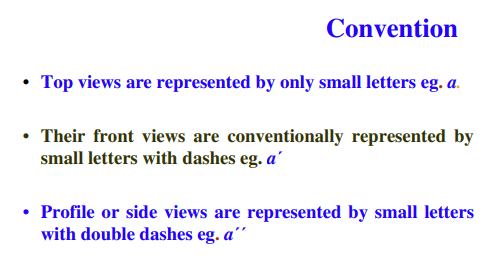 Convention
• Top views are represented by only small letters eg. a.
• Their front views are conventionally represented by
small letters with dashes eg. a´
• Profile or side views are represented by small letters
with double dashes eg. a´´